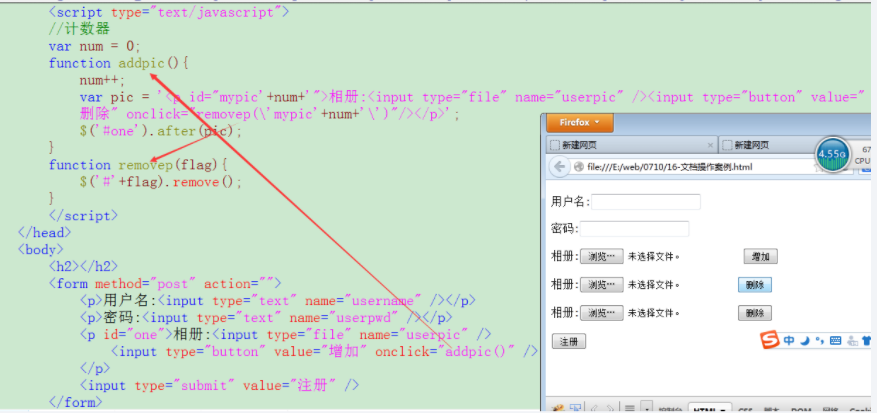 <script type="text/javascript">
//计数器
var num = 0;
function addpic(){
num++;
var pic = '<p id="mypic'+num+'">相册:<input type="file" name="userpic" /><input type="button" value="
删除" onclick="removep(\'mypic'+num+'\')"/></p>';
$('#one').after(pic);
}
function removep(flag){
$('#'+flag).remove();
}
</script>
</head>
<body>
<h2></h2>
<form method="post" action="">
<p>用户名:<input type="text" name="username" /></p>
<p>密码:<input type="text" name="userpwd" /></p>
<p id="one">相册:<input type="file" name="userpic" />
<input type="button" value="增加" onclick="addpic()" />
</p>
<input type="submit" value="注册" />
</form>
Firefox
新建网页 × 新建网页
file:///E:/web/0710/16-文档操作案例.html
4.55G 67
CPU
用户名:
密码:
相册: 浏览… 未选择文件。 增加
相册: 浏览… 未选择文件。 删除
相册: 浏览… 未选择文件。 删除
注册
S 中
控制台 HTML CSS 脚本 DOM 网络